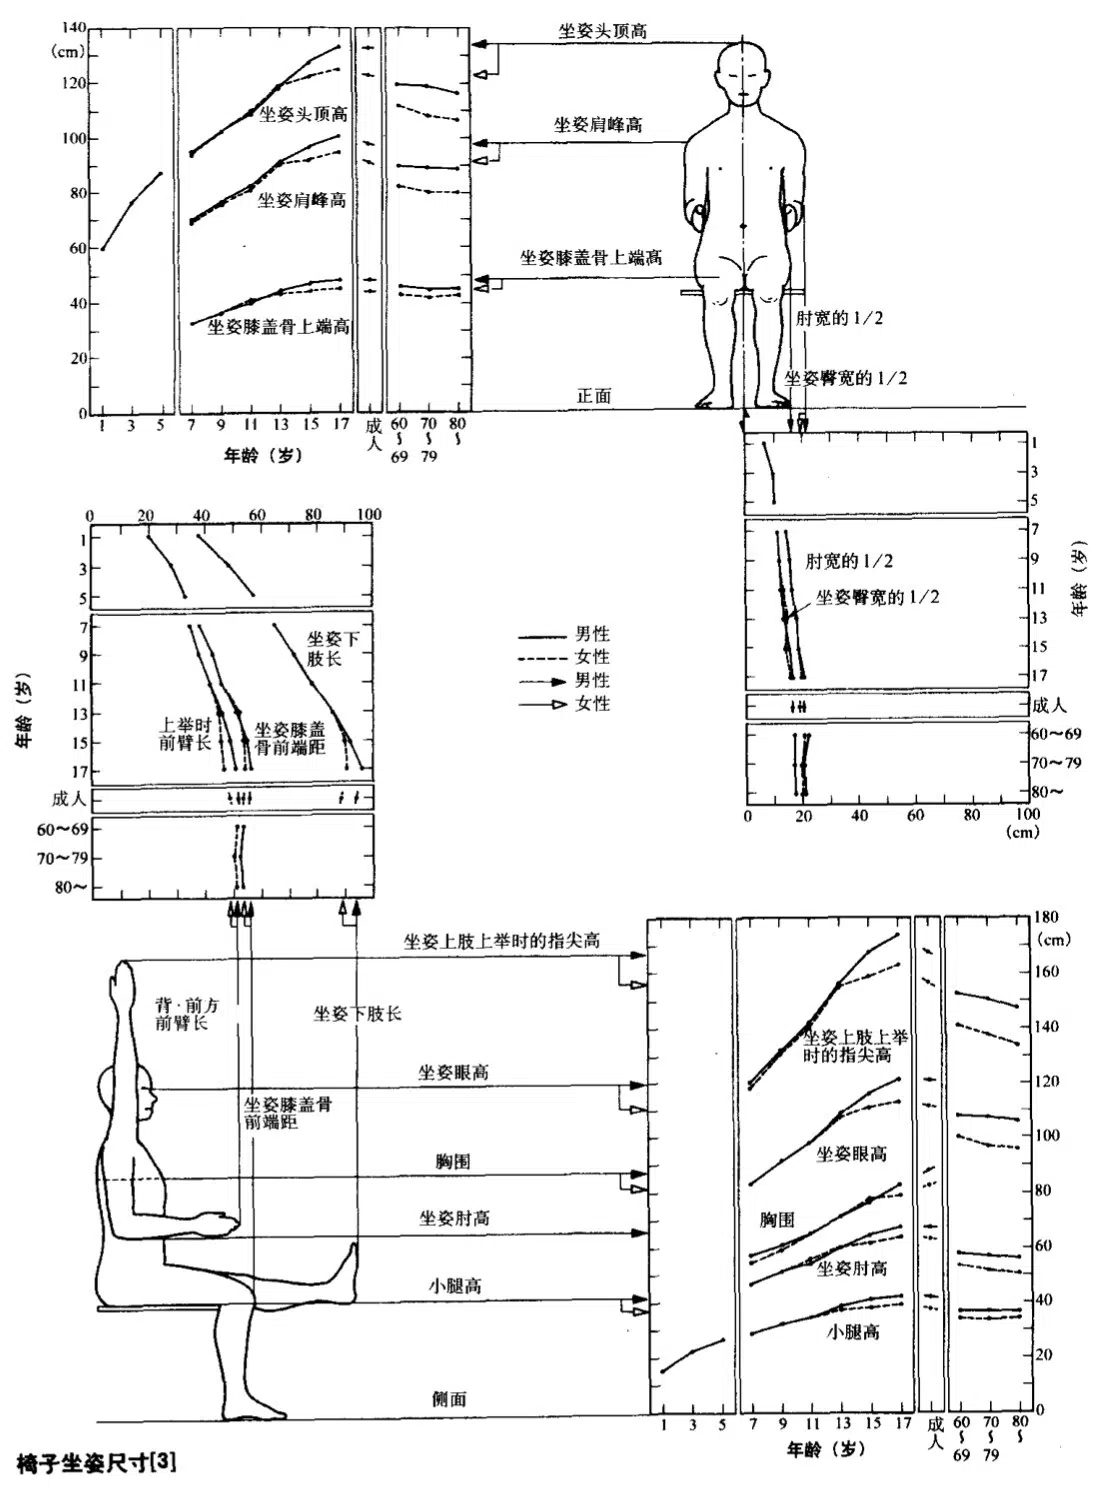 140
(cm)
120
100
80
60
40
20
0
坐姿头顶高
坐姿肩峰高
坐姿膝盖骨上端高
1 3 5 7 9 11 13 15 17 成人 60~69 70~79 80~
年龄（岁）
坐姿头顶高
坐姿肩峰高
坐姿膝盖骨上端高
肘宽的1/2
坐姿臀宽的1/2
正面
1
3
5
7
9
11
13
15
17
成人
60～69
70～79
80～
年龄（岁）
肘宽的1/2
坐姿臀宽的1/2
0 20 40 60 80 100
(cm)
0 20 40 60 80 100
1
3
5
7
9
11
13
15
17
成人
60～69
70～79
80～
年龄（岁）
坐姿下
肢长
上举时
前臂长
坐姿膝盖
骨前端距
男性
女性
男性
女性
坐姿上肢上举时的指尖高
背·前方
前臂长
坐姿下肢长
坐姿眼高
坐姿膝盖骨
前端距
胸围
坐姿肘高
小腿高
侧面
180
(cm)
160
140
120
100
80
60
40
20
0
坐姿上肢上举
时的指尖高
坐姿眼高
胸围
坐姿肘高
小腿高
1 3 5 7 9 11 13 15 17 成人 60~69 70~79 80~
年龄（岁）
椅子坐姿尺寸[3]